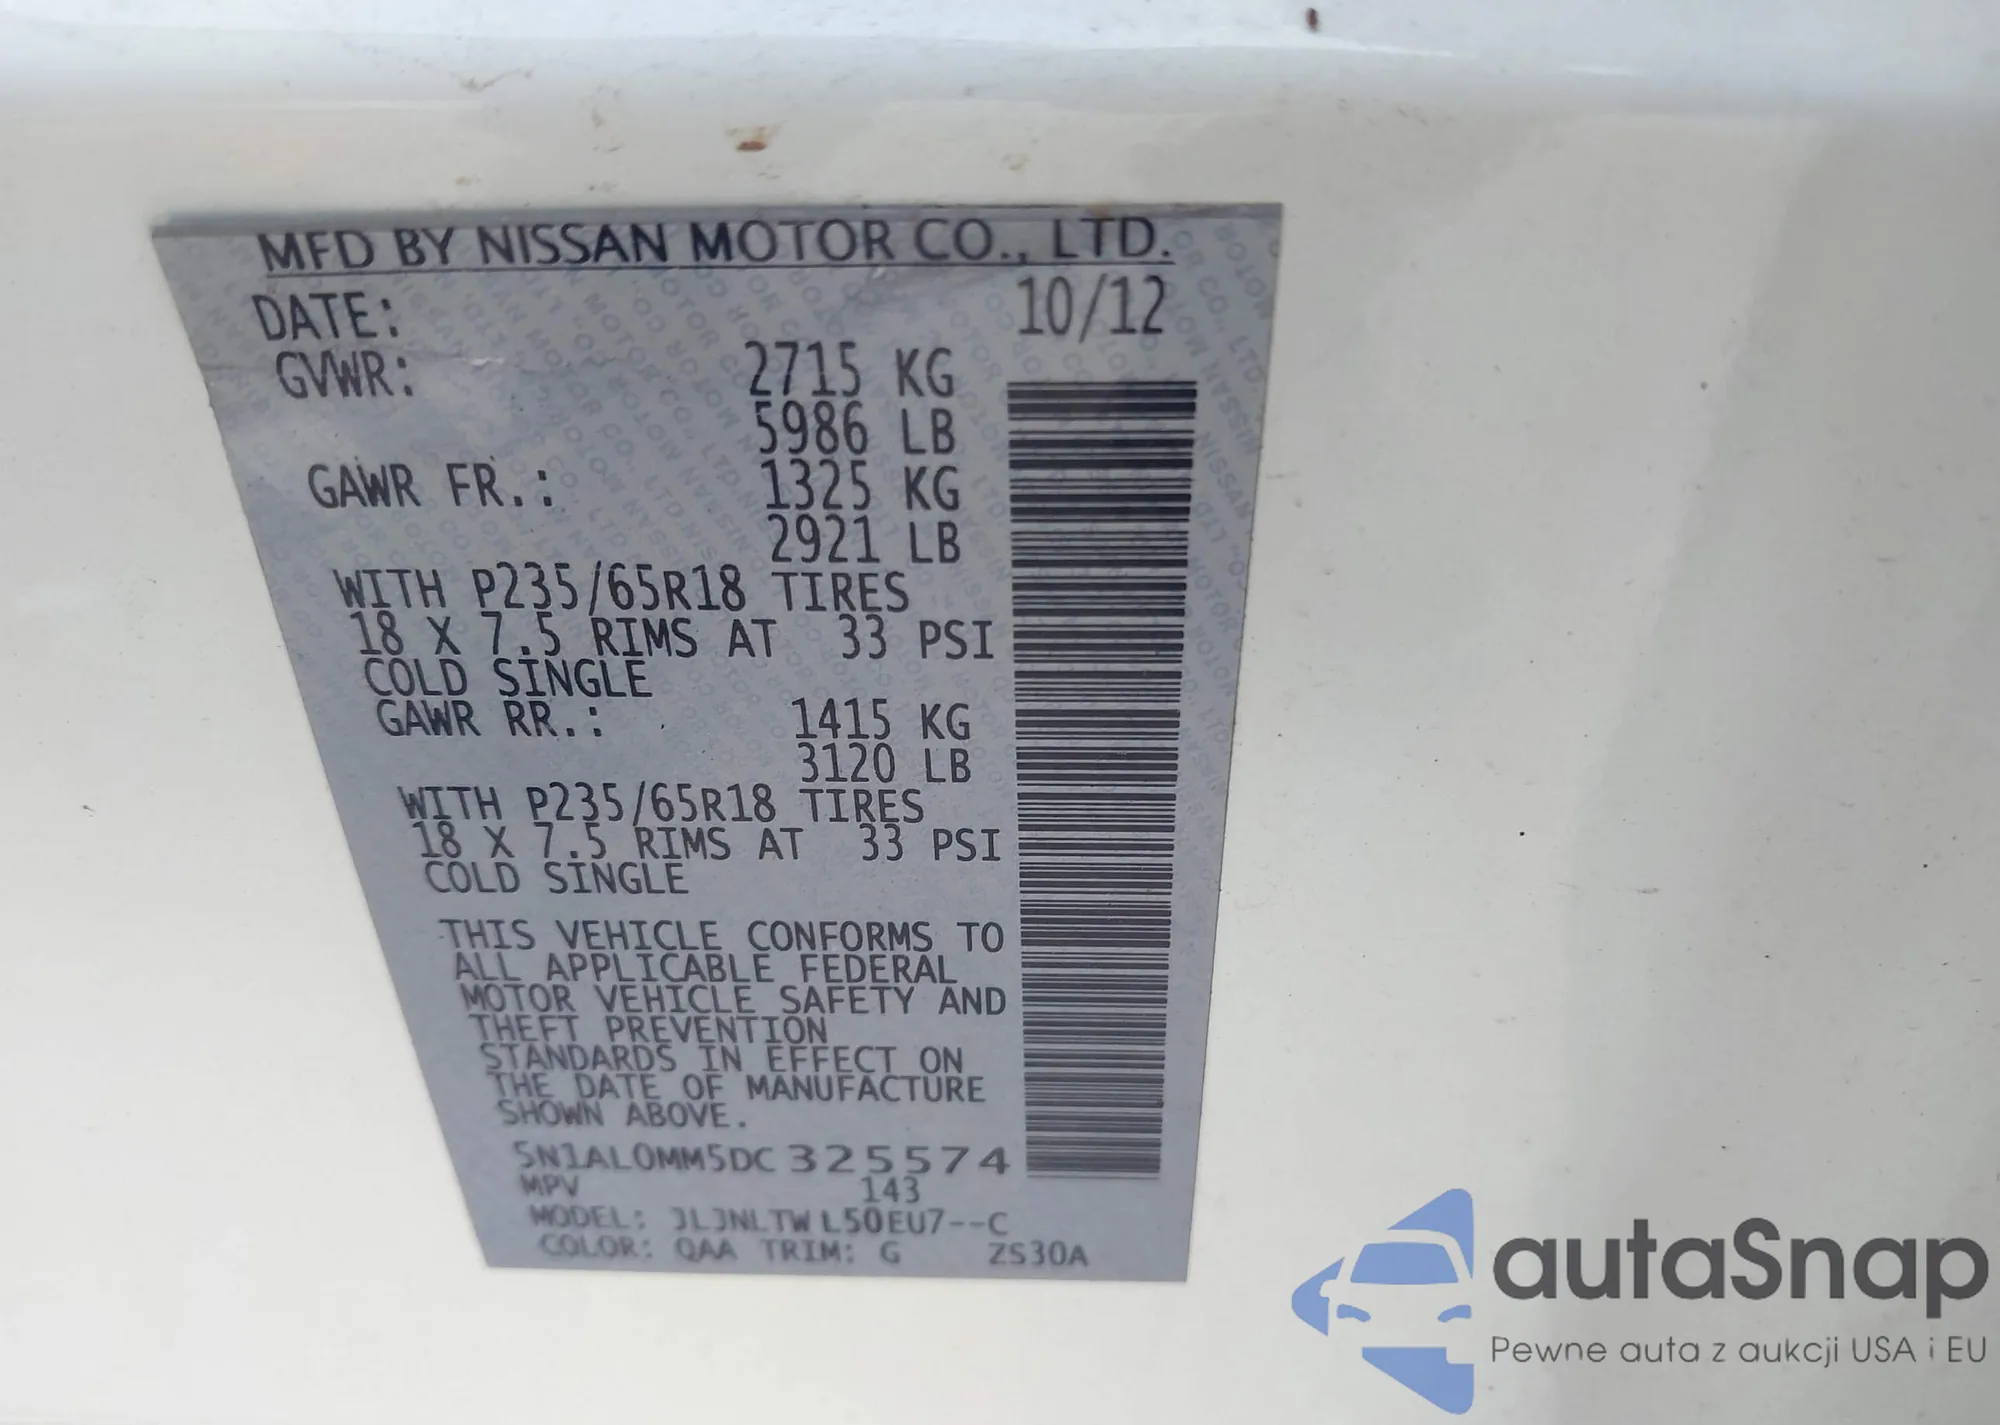 MFD BY NISSAN MOTOR CO., LTD.
DATE: 10/12
GVWR: 2715 KG
5986 LB
GAWR FR.: 1325 KG
2921 LB
WITH P235/65R18 TIRES
18 X 7.5 RIMS AT 33 PSI
COLD SINGLE
GAWR RR.: 1415 KG
3120 LB
WITH P235/65R18 TIRES
18 X 7.5 RIMS AT 33 PSI
COLD SINGLE
THIS VEHICLE CONFORMS TO
ALL APPLICABLE FEDERAL
MOTOR VEHICLE SAFETY AND
THEFT PREVENTION
STANDARDS IN EFFECT ON
THE DATE OF MANUFACTURE
SHOWN ABOVE.
5N1AL0MM5DC325574
MPV 143
MODEL: JLJNLTWL50EU7--C
COLOR: QAA TRIM: G ZS30A
autaSnap
Pewne auta z aukcji USA i EU